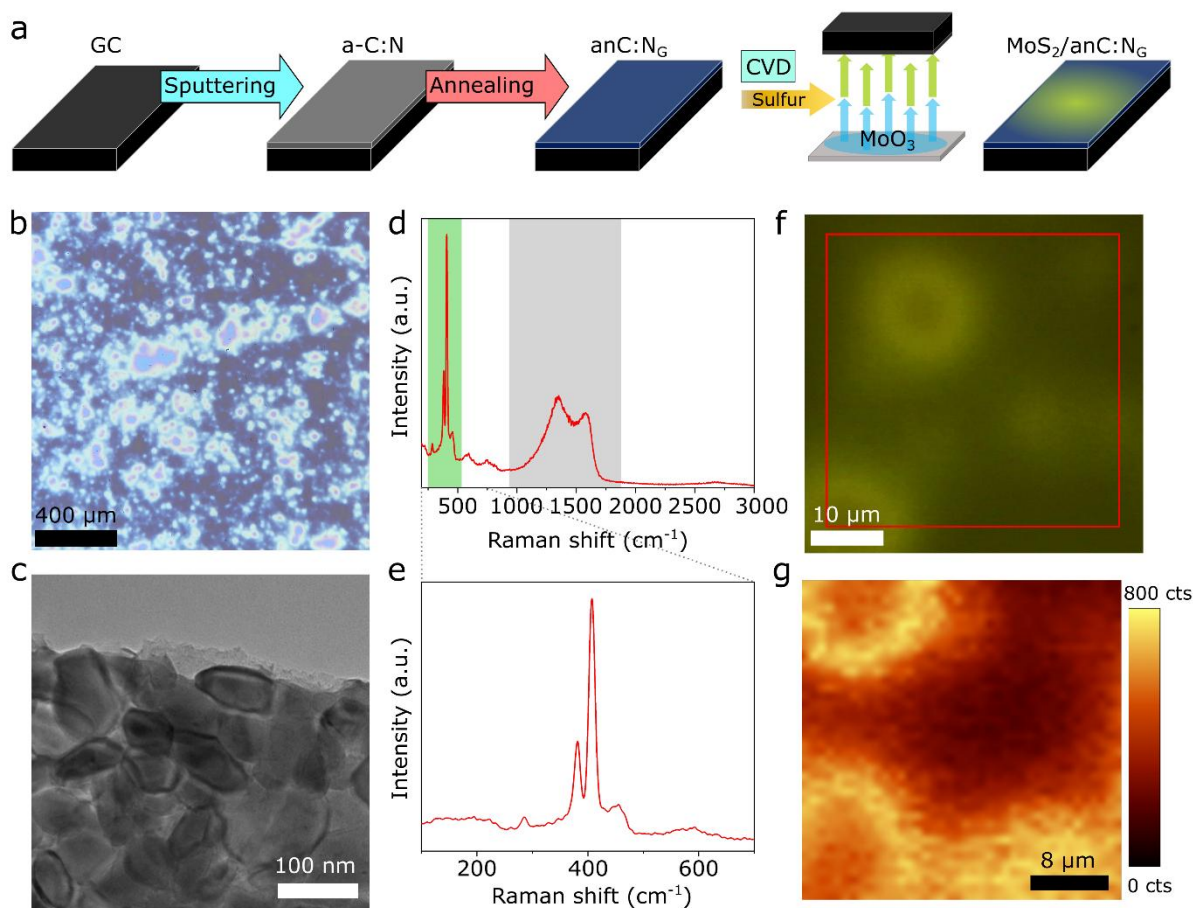 a
GC
Sputtering
a-C:N
Annealing
anC:N_G
CVD
Sulfur
MoO₃
MoS₂/anC:N_G
b
400 µm
c
100 nm
d
Intensity (a.u.)
500 1000 1500 2000 2500 3000
Raman shift (cm⁻¹)
e
Intensity (a.u.)
200 400 600
Raman shift (cm⁻¹)
f
10 µm
g
800 cts
8 µm
0 cts